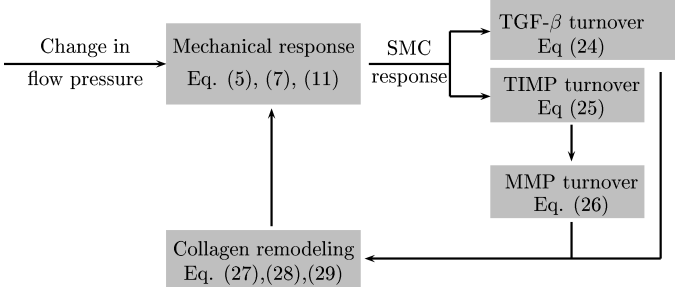 Change in
flow pressure
Mechanical response
Eq. (5), (7), (11)
SMC
response
TGF-β turnover
Eq (24)
TIMP turnover
Eq (25)
MMP turnover
Eq. (26)
Collagen remodeling
Eq. (27),(28),(29)